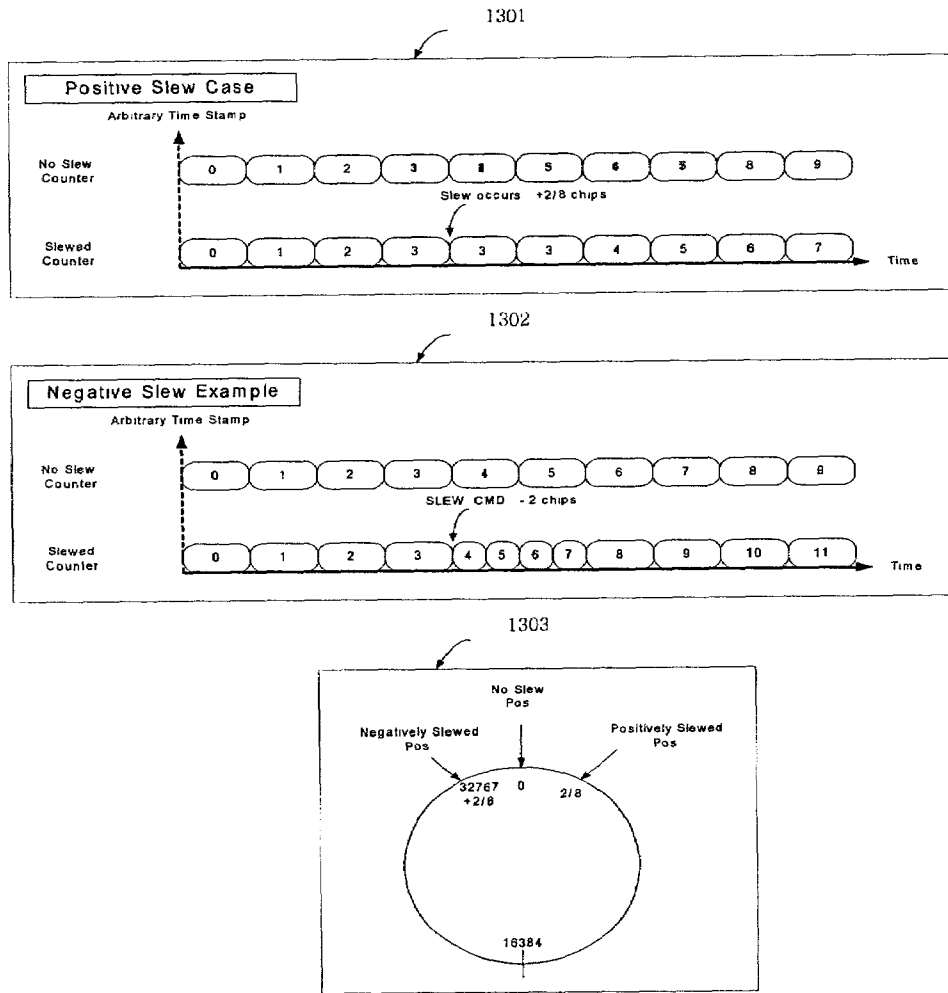 1301
Positive Slew Case
Arbitrary Time Stamp
No Slew Counter
0 1 2 3 5 8 9
Slew occurs +2/8 chips
Slewed Counter
0 1 2 3 3 3 4 5 6 7
Time
1302
Negative Slew Example
Arbitrary Time Stamp
No Slew Counter
0 1 2 3 4 5 6 7 8 9
SLEW CMD - 2 chips
Slewed Counter
0 1 2 3 4 5 6 7 8 9 10 11
Time
1303
No Slew
Pos
Negatively Slewed
Pos
Positively Slewed
Pos
32767
+2/8
0
2/8
16384